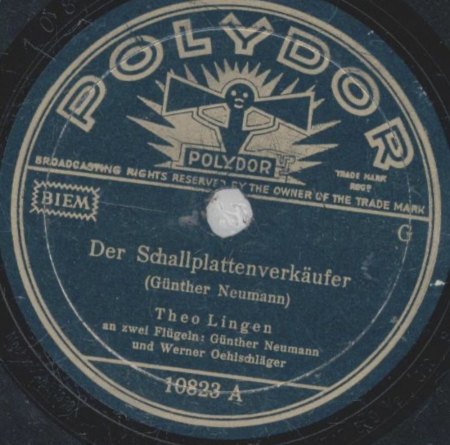 POLYDOR
POLYDOR
TRADE MARK
REG?
BROADCASTING RIGHTS RESERVED BY THE OWNER OF THE TRADE MARK
BIEM
G
Der Schallplattenverkäufer
(Günther Neumann)
Theo Lingen
an zwei Flügeln: Günther Neumann
und Werner Oehlschläger
10823 A